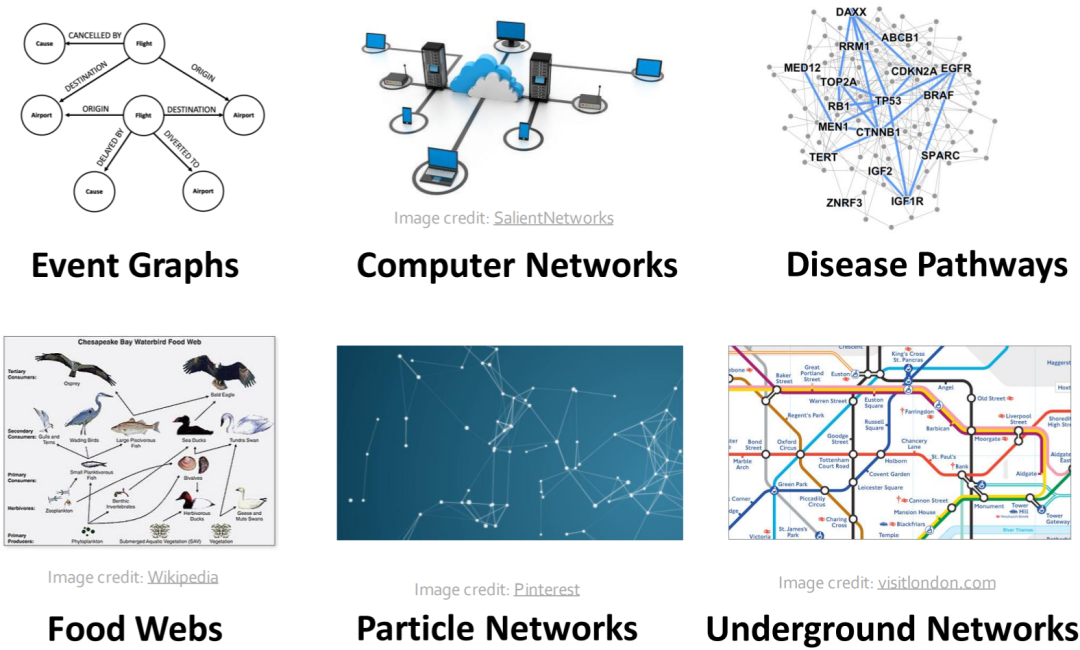 CANCELLED BY
Cause
Flight
DESTINATION
ORIGIN
Airport
ORIGIN
Flight
DESTINATION
Airport
DELAYED BY
DIVERTED TO
Cause
Airport
DAXX
ABCB1
RRM1
MED12
CDKN2A
EGFR
TOP2A
BRAF
RB1
TP53
MEN1
CTNNB1
TERT
SPARC
IGF2
ZNRF3
IGF1R
Image credit: SalientNetworks
Event Graphs
Computer Networks
Disease Pathways
Chesapeake Bay Waterbird Food Web
Tertiary
Consumers:
Osprey
Bald Eagle
Secondary
Consumers:
Gulls and
Terns
Wading Birds
Large Piscivorous
Fish
Sea Ducks
Tundra Swan
Primary
Consumers:
Small Planktivorous
Fish
Bivalves
Herbivores:
Zooplankton
Benthic
Invertebrates
Herbivorous
Ducks
Geese and
Mute Swans
Primary
Producers:
Phytoplankton
Submerged Aquatic Vegetation (SAV)
Vegetation
Crescent
King's Cross
St. Pancras
Euston
Haggerst
Baker
Street
Great
Portland
Street
Angel
Warren Street
Euston
Square
Farringdon
Old Street
Hoxt
Regent's Park
Russell
Square
Barbican
Liverpool
Street
Shoredit
High Stre
Moorgate
Bond
Street
Oxford
Circus
Goodge
Street
Chancery
Lane
Marble
Arch
Tottenham
Court Road
Holborn
St. Paul's
Bank
Aldgate
East
Aldgate
Covent Garden
Green Park
Leicester Square
Corner
Piccadilly
Circus
Cannon Street
Mansion House
Monument
Tower
Hill
Tower
Gateway
Charing
Cross
Blackfriars
Victoria
St. James's
Park
Temple
River Thames
Image credit: Wikipedia
Image credit: Pinterest
Image credit: visitlondon.com
Food Webs
Particle Networks
Underground Networks